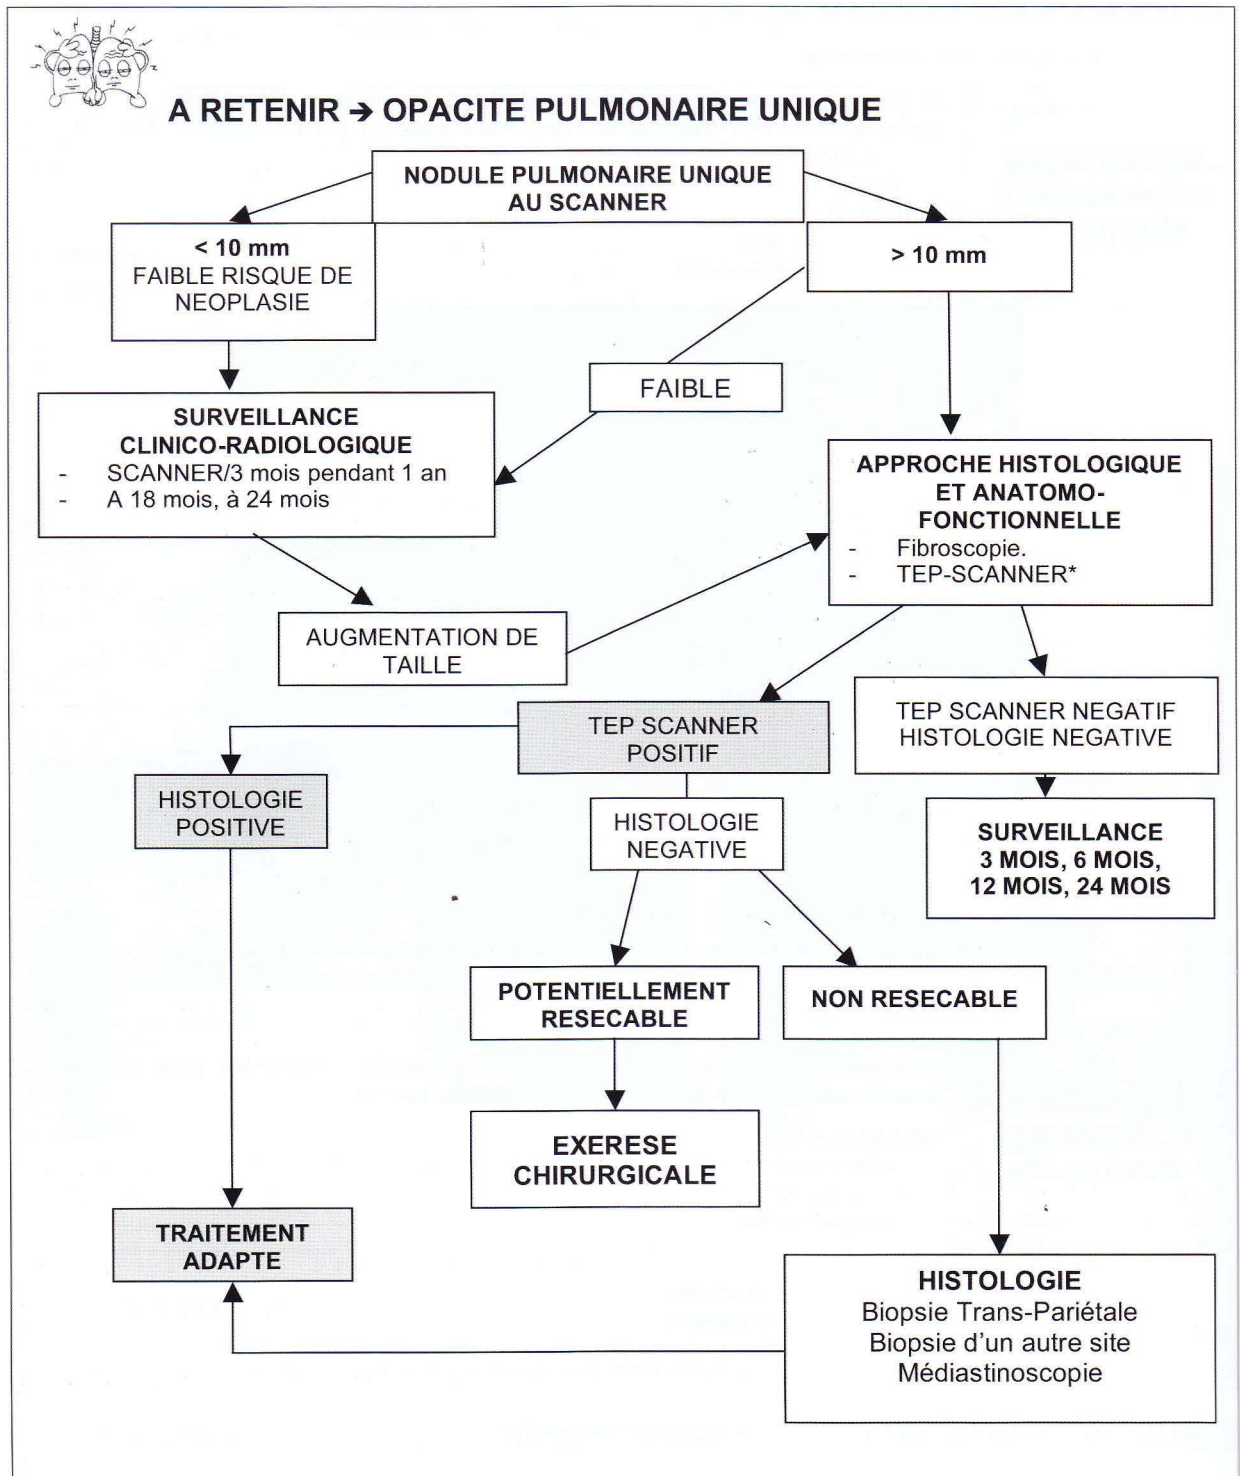 A RETENIR → OPACITE PULMONAIRE UNIQUE
NODULE PULMONAIRE UNIQUE
AU SCANNER
< 10 mm
FAIBLE RISQUE DE
NEOPLASIE
> 10 mm
FAIBLE
SURVEILLANCE
CLINICO-RADIOLOGIQUE
- SCANNER/3 mois pendant 1 an
- A 18 mois, à 24 mois
APPROCHE HISTOLOGIQUE
ET ANATOMO-
FONCTIONNELLE
- Fibroscopie.
- TEP-SCANNER*
AUGMENTATION DE
TAILLE
TEP SCANNER
POSITIF
TEP SCANNER NEGATIF
HISTOLOGIE NEGATIVE
HISTOLOGIE
POSITIVE
HISTOLOGIE
NEGATIVE
SURVEILLANCE
3 MOIS, 6 MOIS,
12 MOIS, 24 MOIS
POTENTIELLEMENT
RESECABLE
NON RESECABLE
EXERESE
CHIRURGICALE
TRAITEMENT
ADAPTE
HISTOLOGIE
Biopsie Trans-Pariétale
Biopsie d'un autre site
Médiastinoscopie